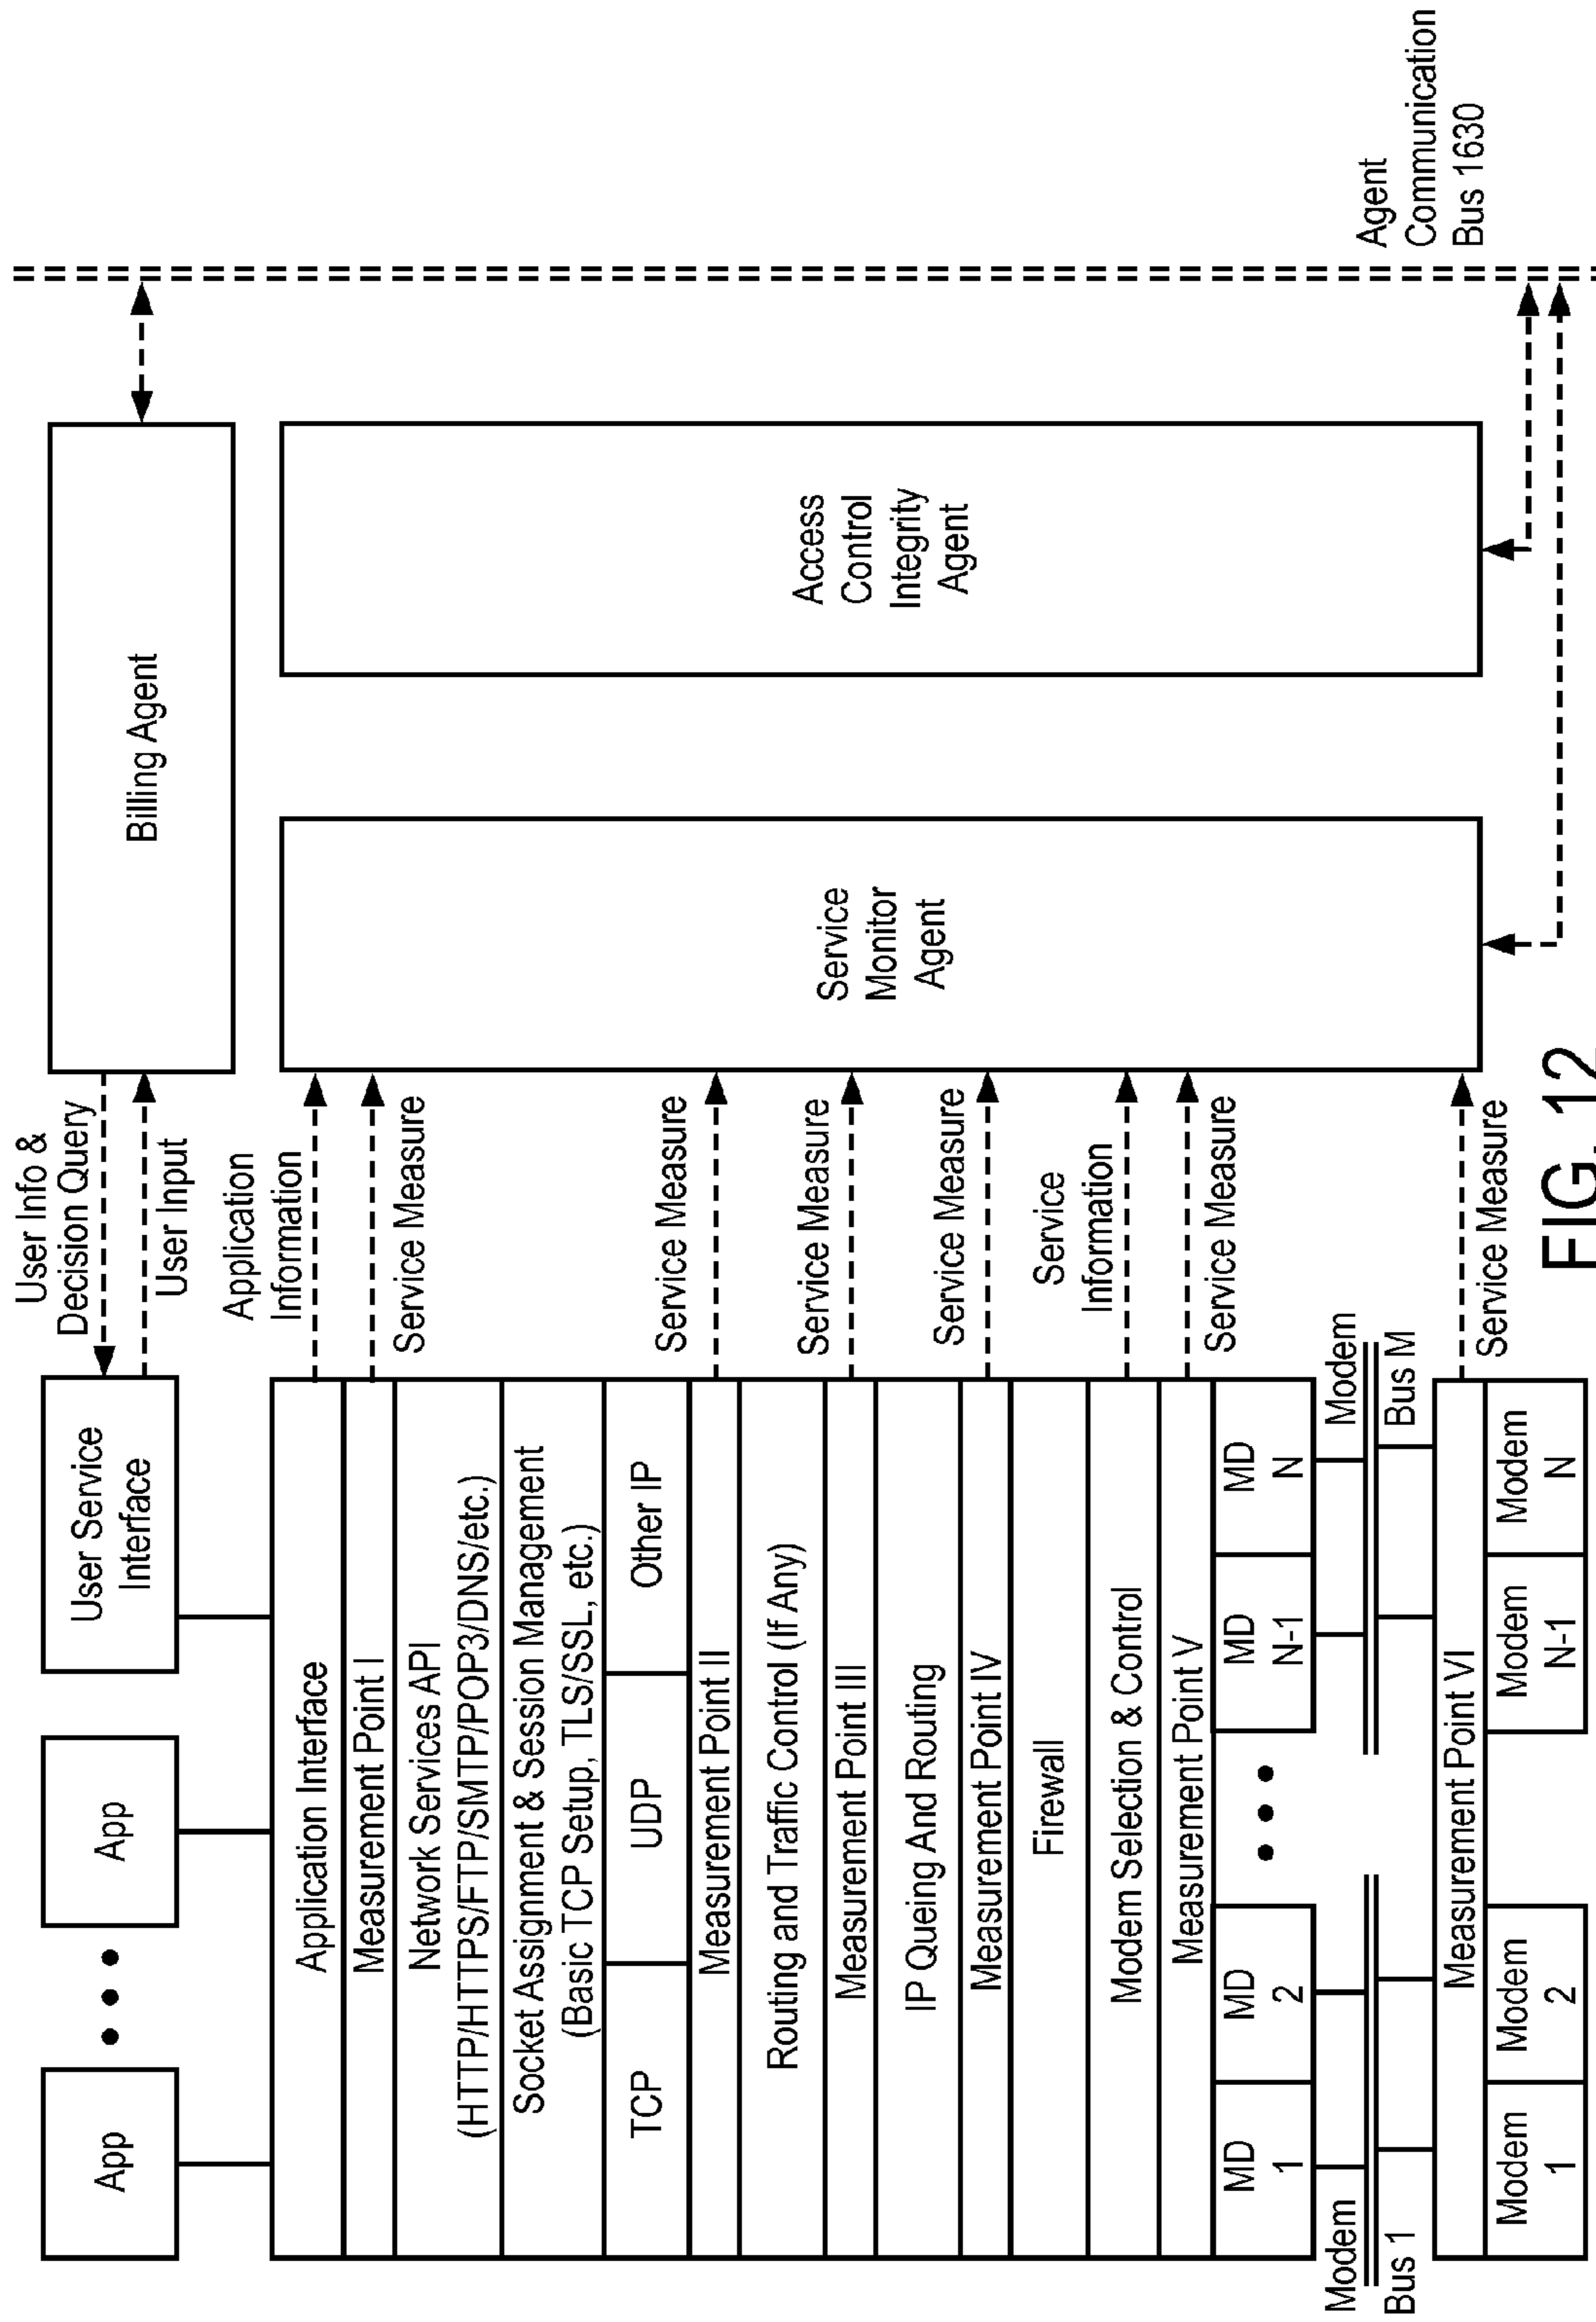 App
App
User Service
Interface
User Info &
Decision Query
User Input
Billing Agent
Application Interface
Application
Information
Measurement Point I
Service Measure
Network Services API
(HTTP/HTTPS/FTP/SMTP/POP3/DNS/etc.)
Socket Assignment & Session Management
(Basic TCP Setup, TLS/SSL, etc.)
TCP
UDP
Other IP
Measurement Point II
Service Measure
Routing and Traffic Control (If Any)
Measurement Point III
Service Measure
IP Queing And Routing
Measurement Point IV
Service Measure
Firewall
Modem Selection & Control
Service
Information
Measurement Point V
Service Measure
MD
1
MD
2
MD
N-1
MD
N
Modem
Bus 1
Modem
Bus M
Measurement Point VI
Service Measure
Modem
1
Modem
2
Modem
N-1
Modem
N
Service
Monitor
Agent
Access
Control
Integrity
Agent
Agent
Communication
Bus 1630
FIG. 12